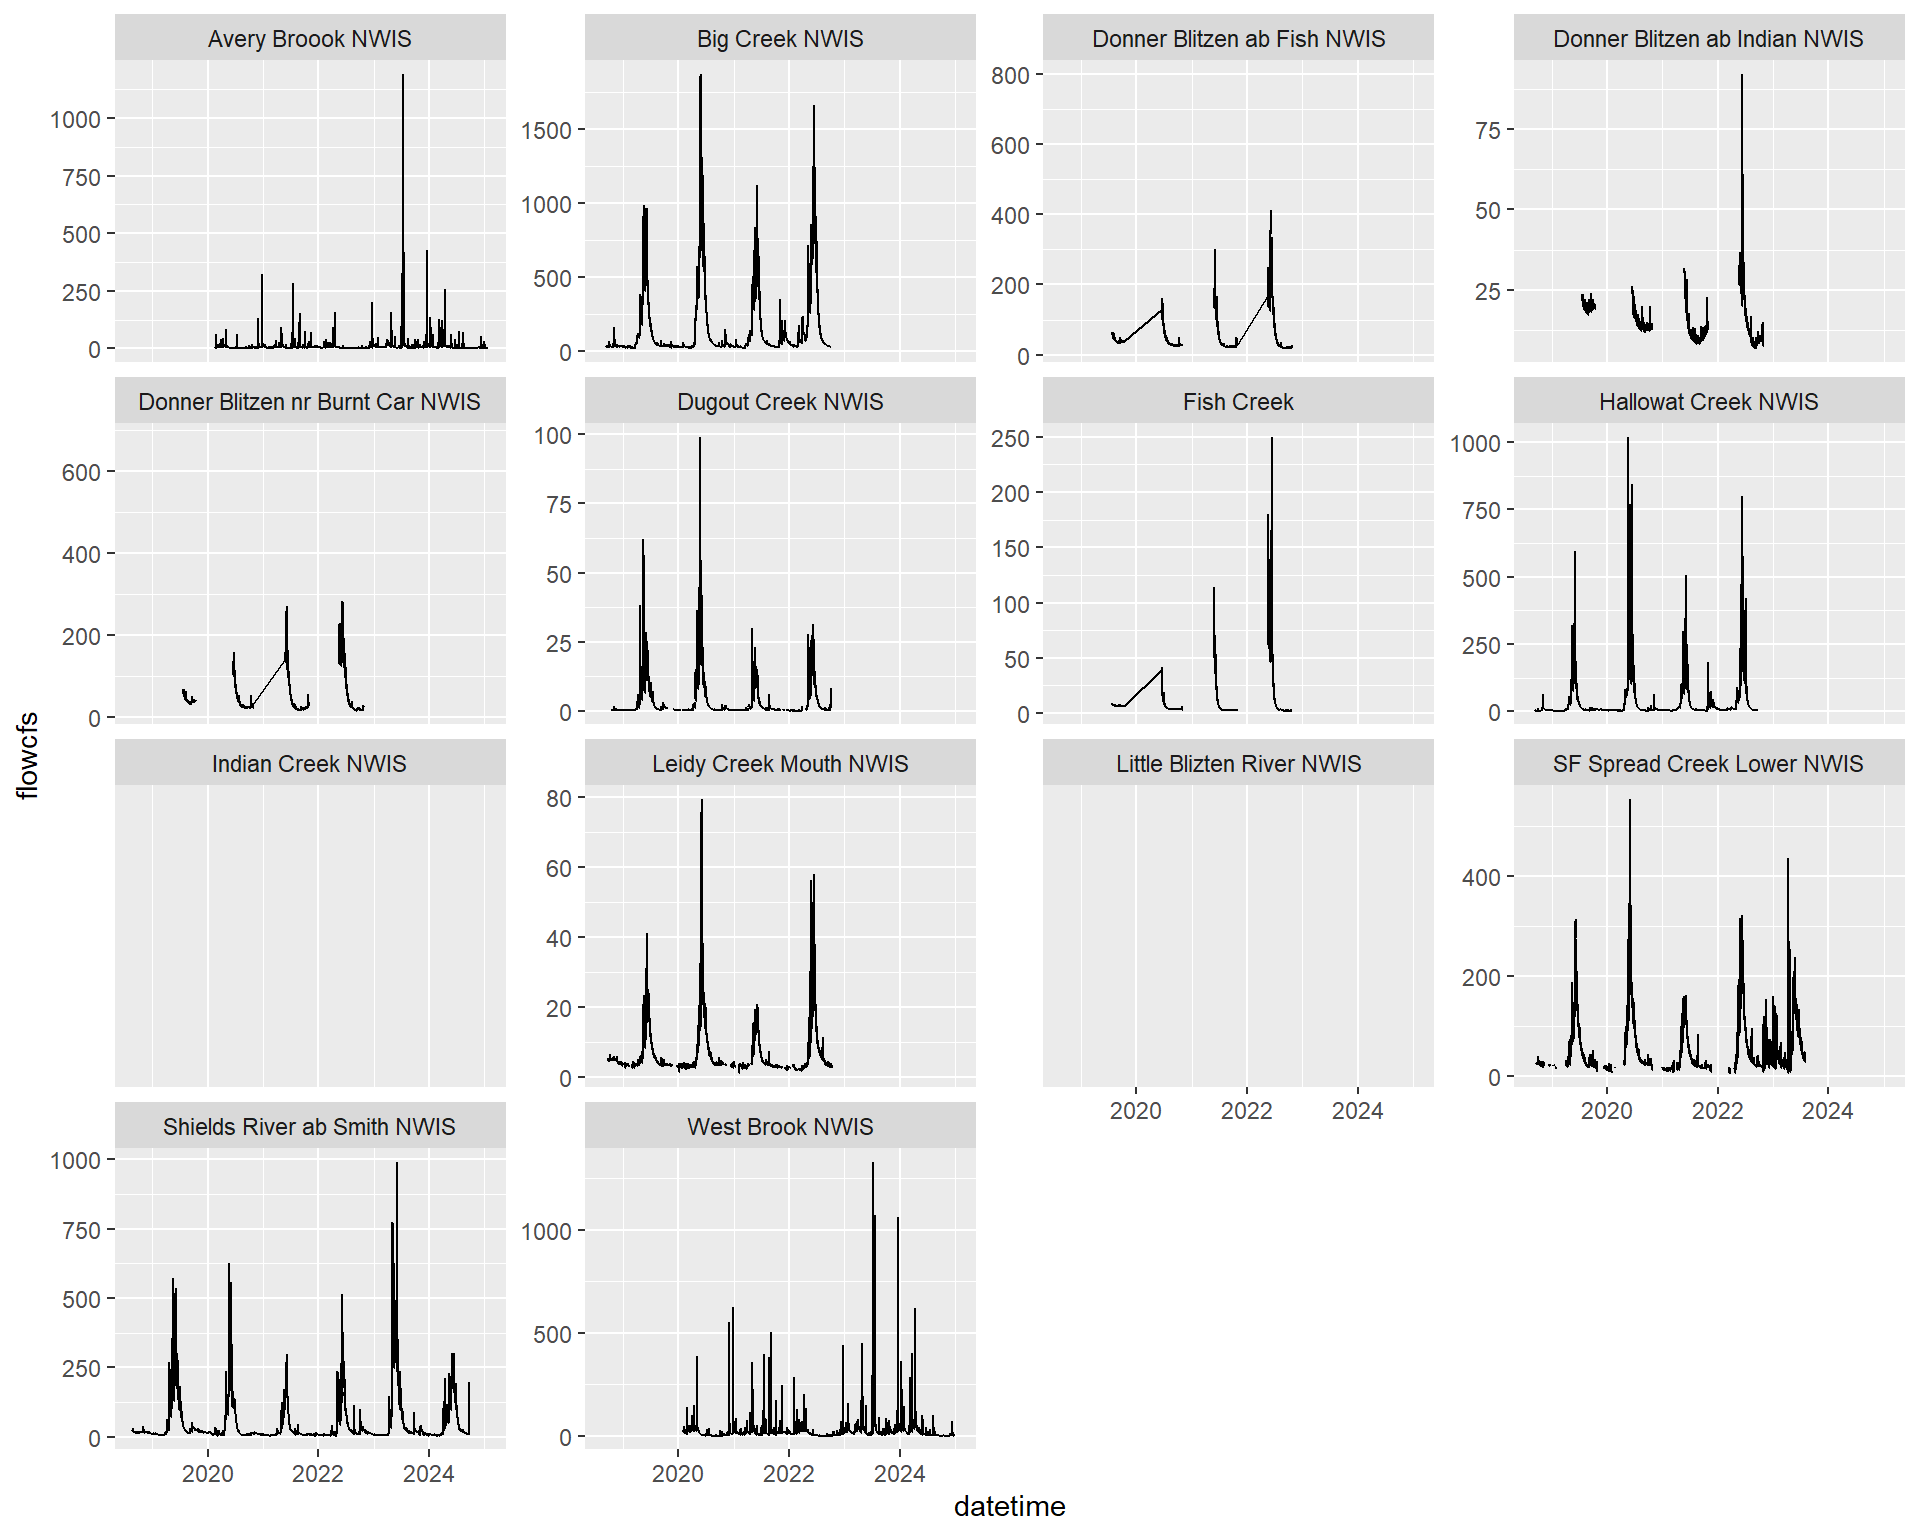 Avery Broook NWIS
Big Creek NWIS
Donner Blitzen ab Fish NWIS
Donner Blitzen ab Indian NWIS
1000
750
500
250
0
1500
1000
500
0
800
600
400
200
0
75
50
25
Donner Blitzen nr Burnt Car NWIS
Dugout Creek NWIS
Fish Creek
Hallowat Creek NWIS
600
400
200
0
100
75
50
25
0
250
200
150
100
50
0
1000
750
500
250
0
flowcfs
Indian Creek NWIS
Leidy Creek Mouth NWIS
Little Blizten River NWIS
SF Spread Creek Lower NWIS
80
60
40
20
0
2020 2022 2024
400
200
0
2020 2022 2024
Shields River ab Smith NWIS
West Brook NWIS
1000
750
500
250
0
2020 2022 2024
1000
500
0
2020 2022 2024
datetime